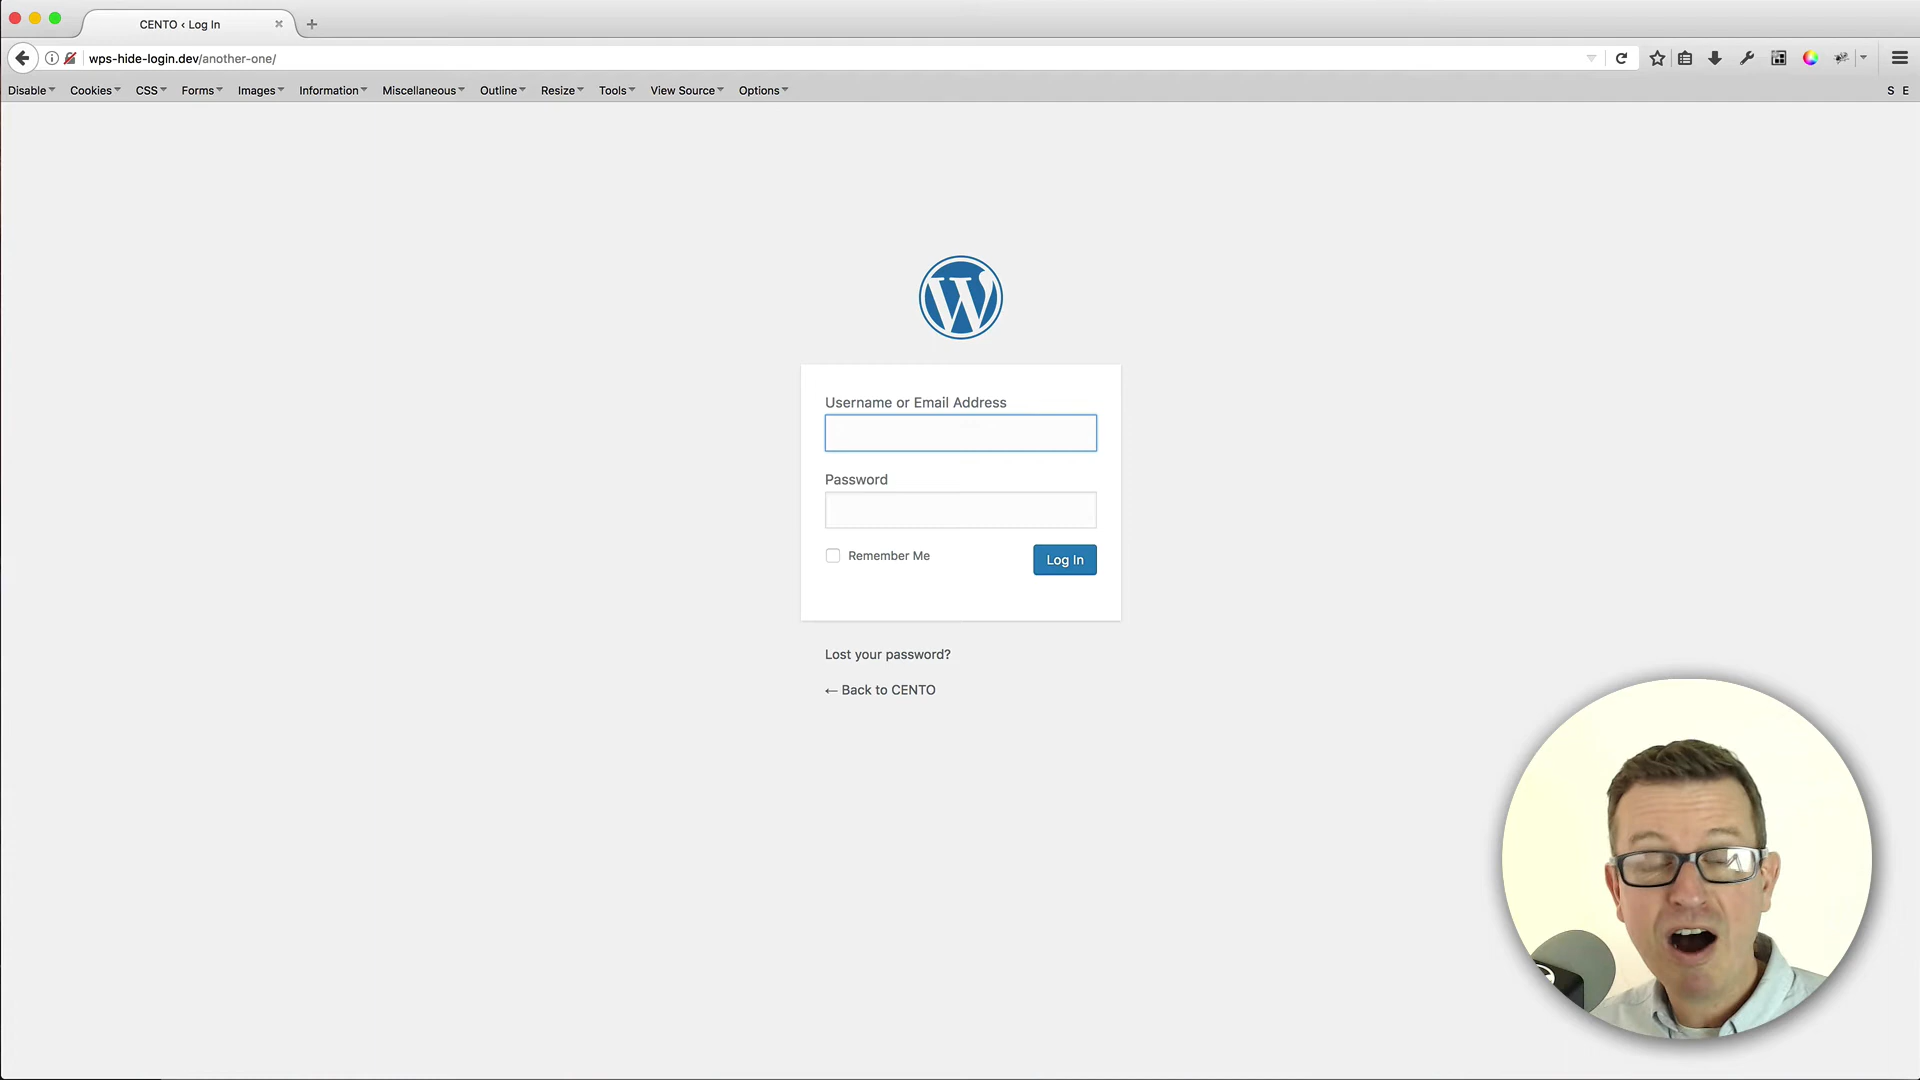 CENTO ‹ Log In
wps-hide-login.dev/another-one/
Disable Cookies CSS Forms Images Information Miscellaneous Outline Resize Tools View Source Options S E
Username or Email Address
Password
Remember Me Log In
Lost your password?
← Back to CENTO